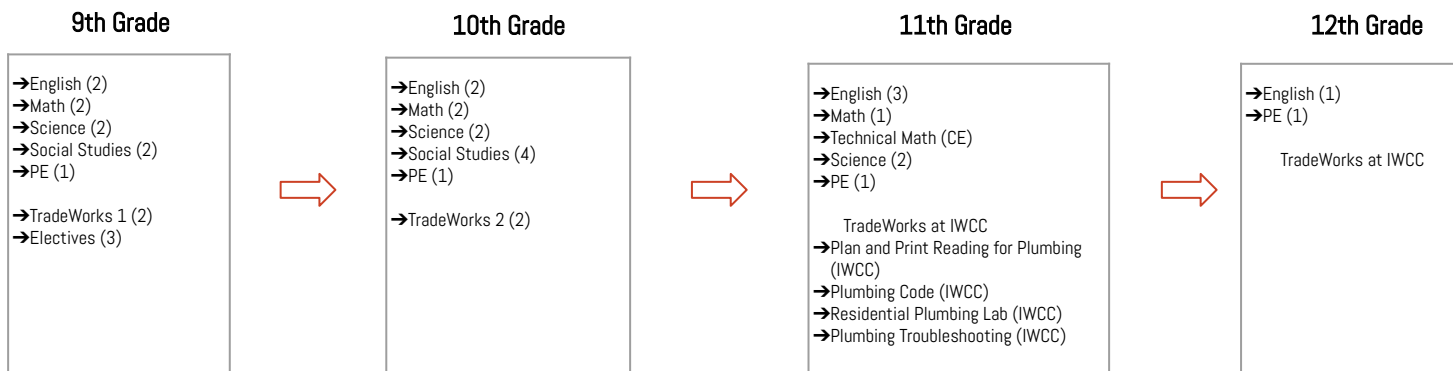 9th Grade
➔English (2)
➔Math (2)
➔Science (2)
➔Social Studies (2)
➔PE (1)
➔TradeWorks 1 (2)
➔Electives (3)
10th Grade
➔English (2)
➔Math (2)
➔Science (2)
➔Social Studies (4)
➔PE (1)
➔TradeWorks 2 (2)
11th Grade
➔English (3)
➔Math (1)
➔Technical Math (CE)
➔Science (2)
➔PE (1)
TradeWorks at IWCC
➔Plan and Print Reading for Plumbing
(IWCC)
➔Plumbing Code (IWCC)
➔Residential Plumbing Lab (IWCC)
➔Plumbing Troubleshooting (IWCC)
12th Grade
➔English (1)
➔PE (1)
TradeWorks at IWCC